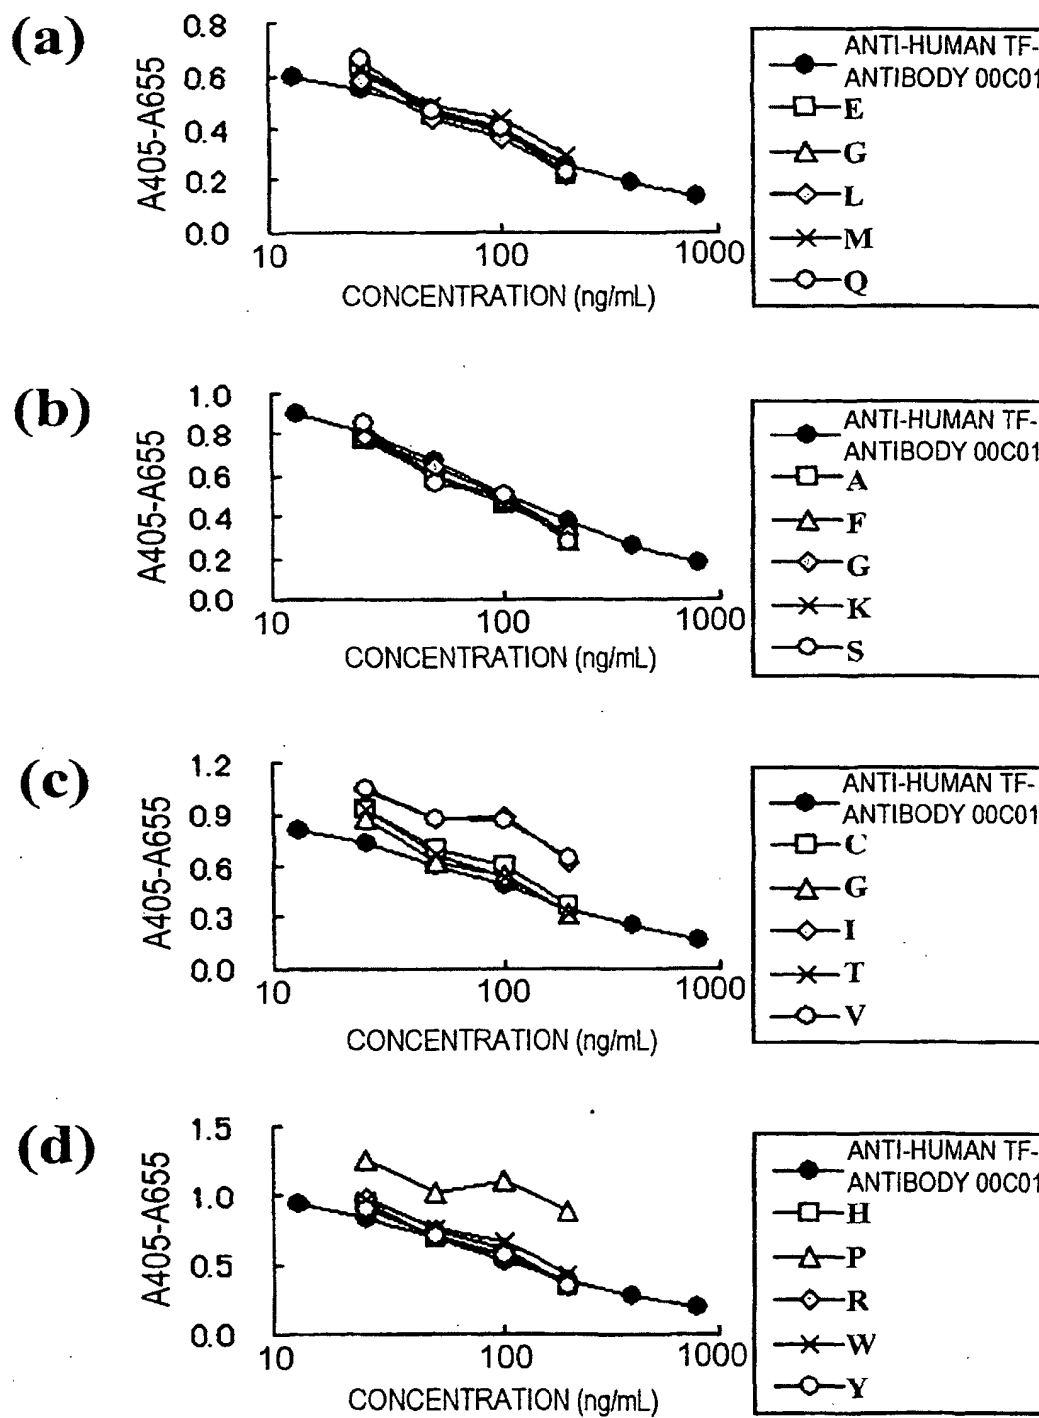 (a)
0.8
0.6
0.4
0.2
0.0
A405-A655
10
100
1000
CONCENTRATION (ng/mL)
ANTI-HUMAN TF-
ANTIBODY 00C01
E
G
L
M
Q
(b)
1.0
0.8
0.6
0.4
0.2
0.0
A405-A655
10
100
1000
CONCENTRATION (ng/mL)
ANTI-HUMAN TF-
ANTIBODY 00C01
A
F
G
K
S
(c)
1.2
0.9
0.6
0.3
0.0
A405-A655
10
100
1000
CONCENTRATION (ng/mL)
ANTI-HUMAN TF-
ANTIBODY 00C01
C
G
I
T
V
(d)
1.5
1.0
0.5
0.0
A405-A655
10
100
1000
CONCENTRATION (ng/mL)
ANTI-HUMAN TF-
ANTIBODY 00C01
H
P
R
W
Y